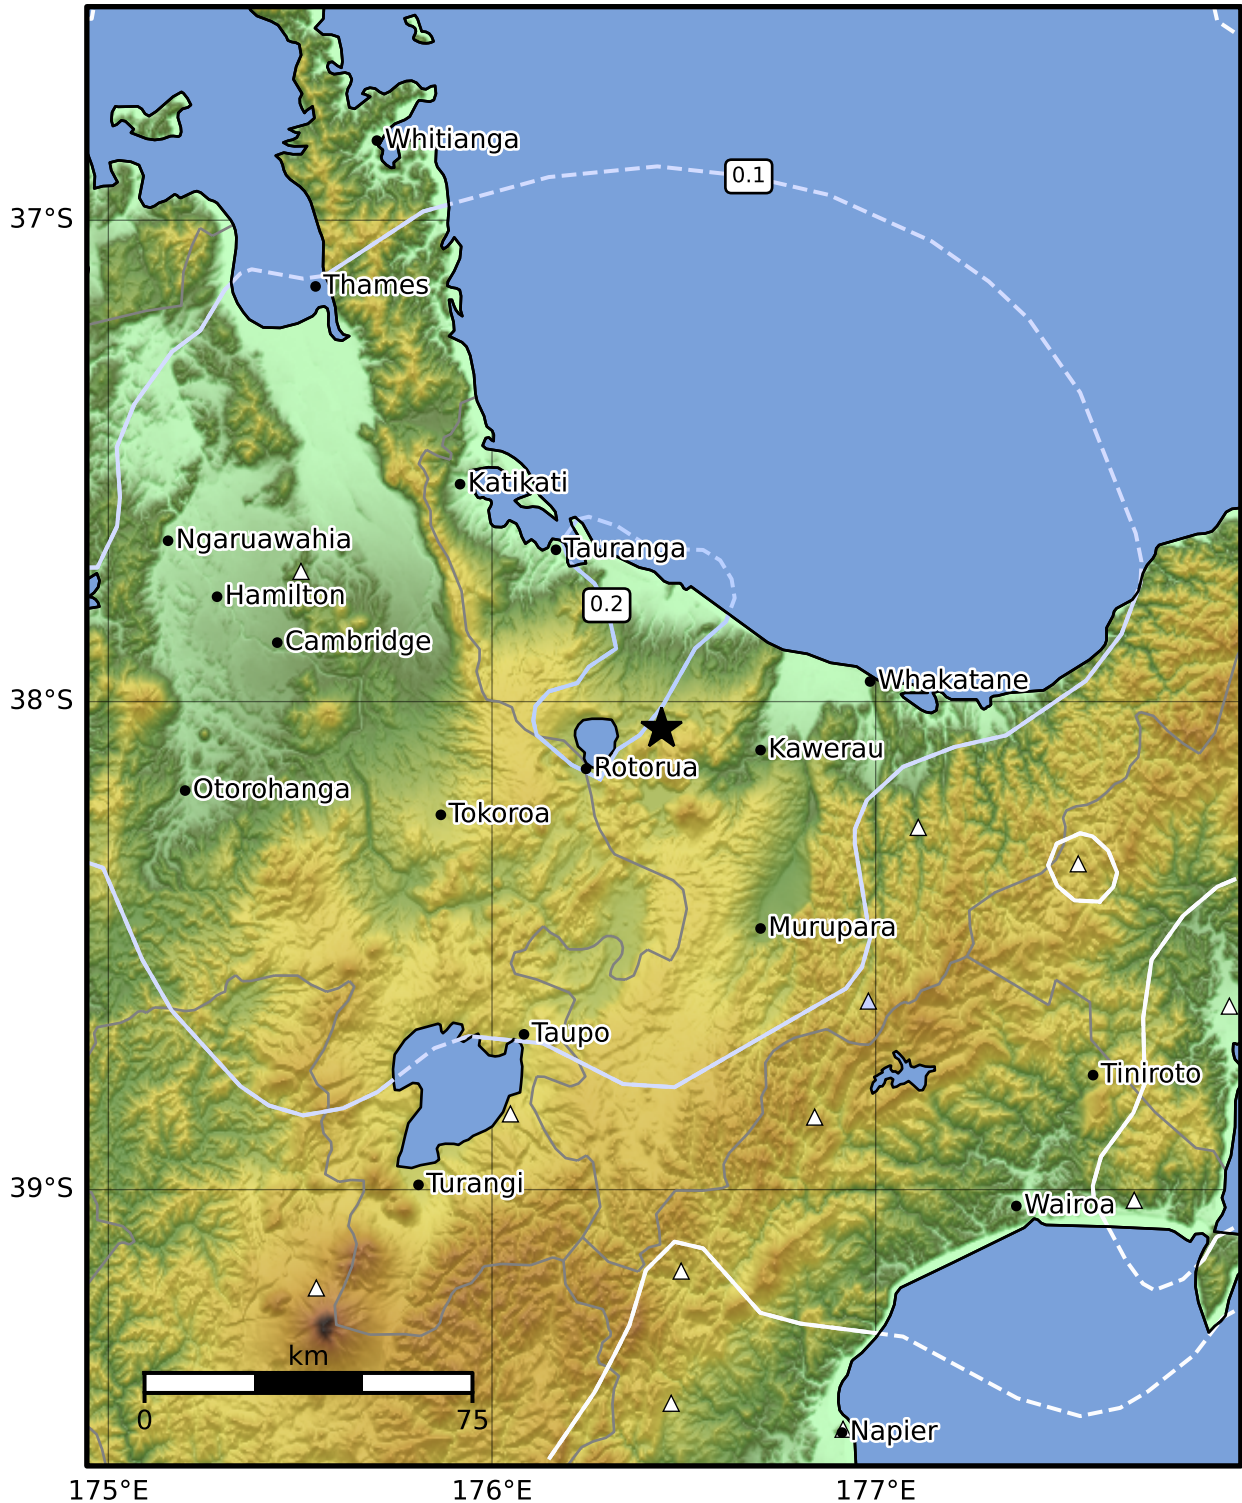 Whitianga
0.1
37°S
Thames
Katikati
Ngaruawahia
Tauranga
Hamilton
0.2
Cambridge
Whakatane
38°S
Kawerau
Rotorua
Otorohanga
Tokoroa
Murupara
Taupo
Tiniroto
Turangi
39°S
Wairoa
km
0
75
Napier
175°E
176°E
177°E